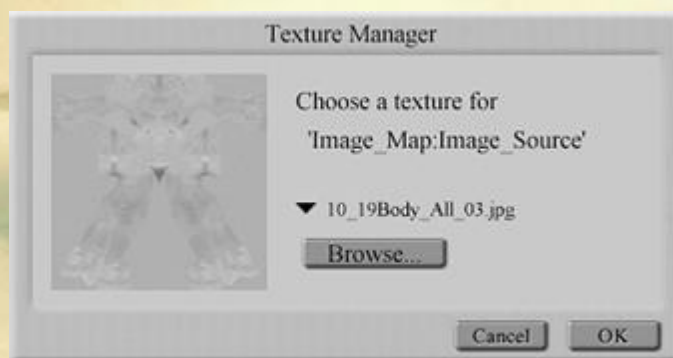 Texture Manager
Choose a texture for
'Image_Map:Image_Source'
10_19Body_All_03.jpg
Browse...
Cancel
OK